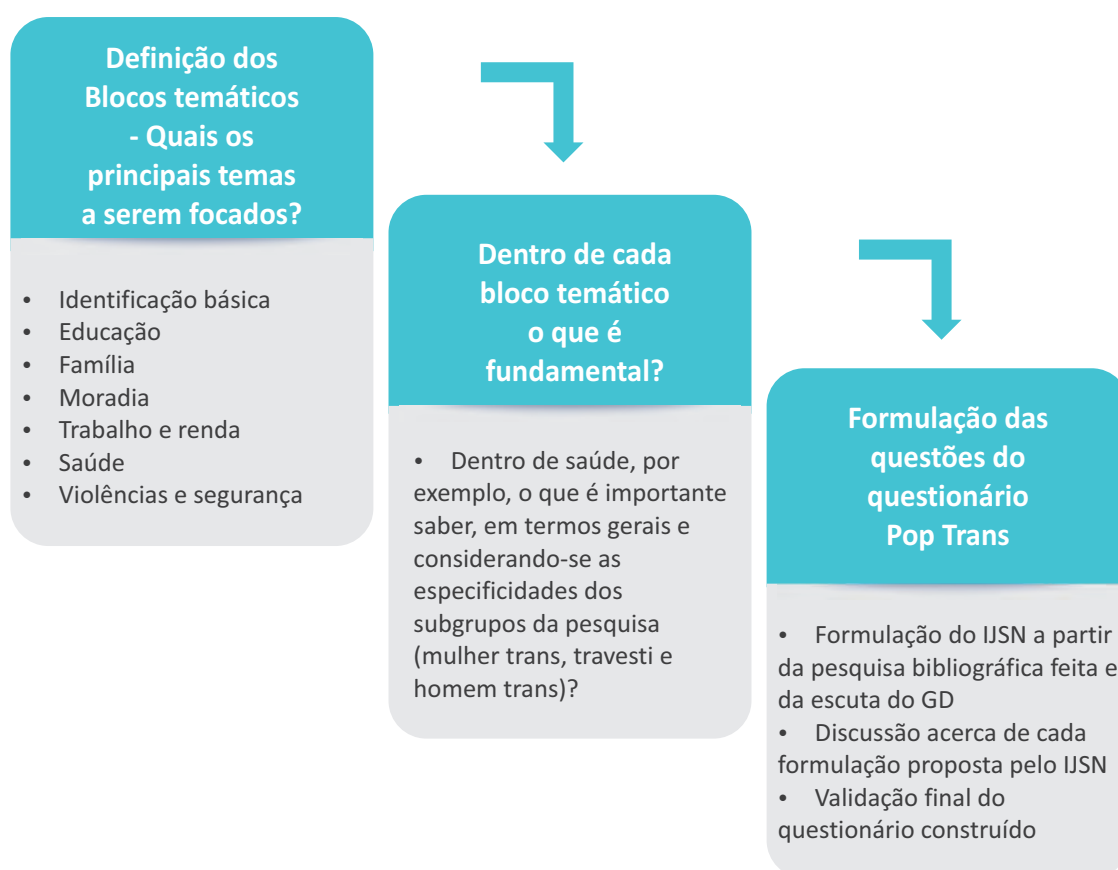 Definição dos
Blocos temáticos
- Quais os
principais temas
a serem focados?
• Identificação básica
• Educação
• Família
• Moradia
• Trabalho e renda
• Saúde
• Violências e segurança
Dentro de cada
bloco temático
o que é
fundamental?
• Dentro de saúde, por
exemplo, o que é importante
saber, em termos gerais e
considerando-se as
especificidades dos
subgrupos da pesquisa
(mulher trans, travesti e
homem trans)?
Formulação das
questões do
questionário
Pop Trans
• Formulação do IJSN a partir
da pesquisa bibliográfica feita e
da escuta do GD
• Discussão acerca de cada
formulação proposta pelo IJSN
• Validação final do
questionário construído